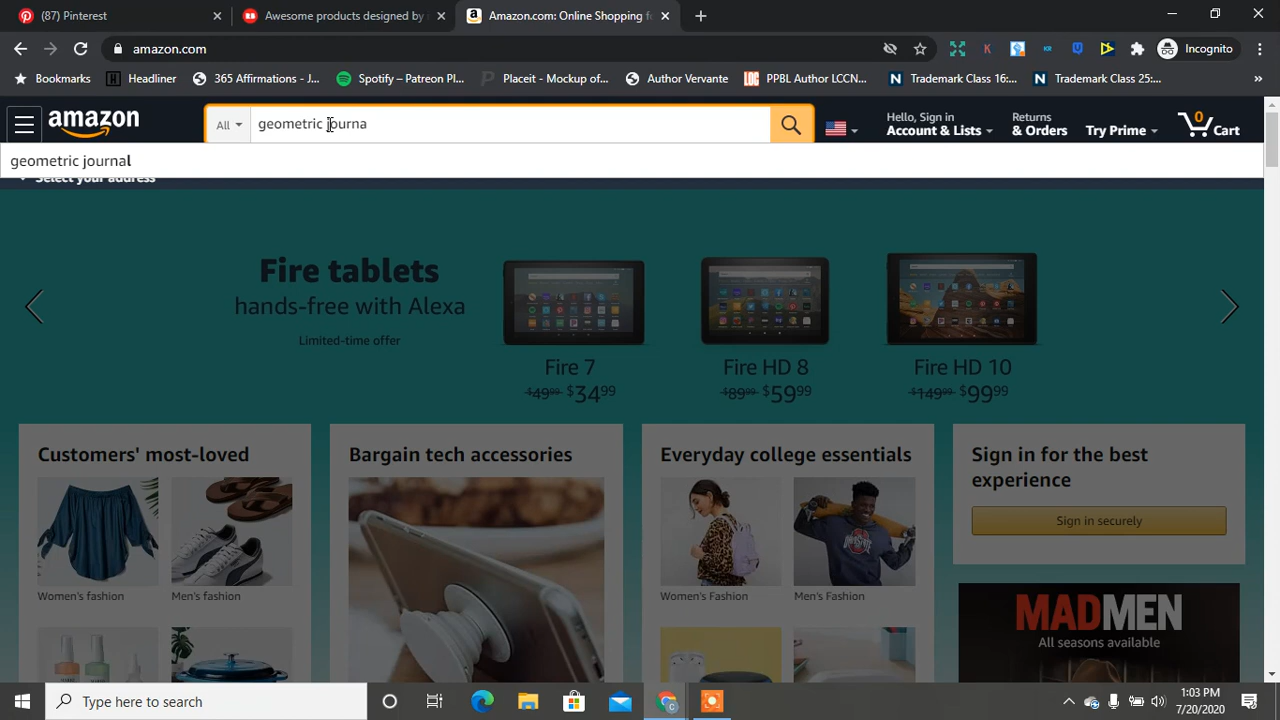 (87) Pinterest
Awesome products designed by i
Amazon.com: Online Shopping fo
amazon.com
Incognito
Bookmarks
Headliner
365 Affirmations - J...
Spotify – Patreon Pl...
Placeit - Mockup of...
Author Vervante
PPBL Author LCCN...
Trademark Class 16:...
Trademark Class 25:...
amazon
All
geometric journa
Hello, Sign in
Account & Lists
Returns
& Orders
Try Prime
0
Cart
geometric journal
Select your address
Fire tablets
hands-free with Alexa
Limited-time offer
Fire 7
$49.99 $34.99
Fire HD 8
$89.99 $59.99
Fire HD 10
$149.99 $99.99
Customers' most-loved
Women's fashion
Men's fashion
Bargain tech accessories
Everyday college essentials
Women's Fashion
Men's Fashion
Sign in for the best
experience
Sign in securely
MADMEN
All seasons available
Type here to search
1:03 PM
7/20/2020